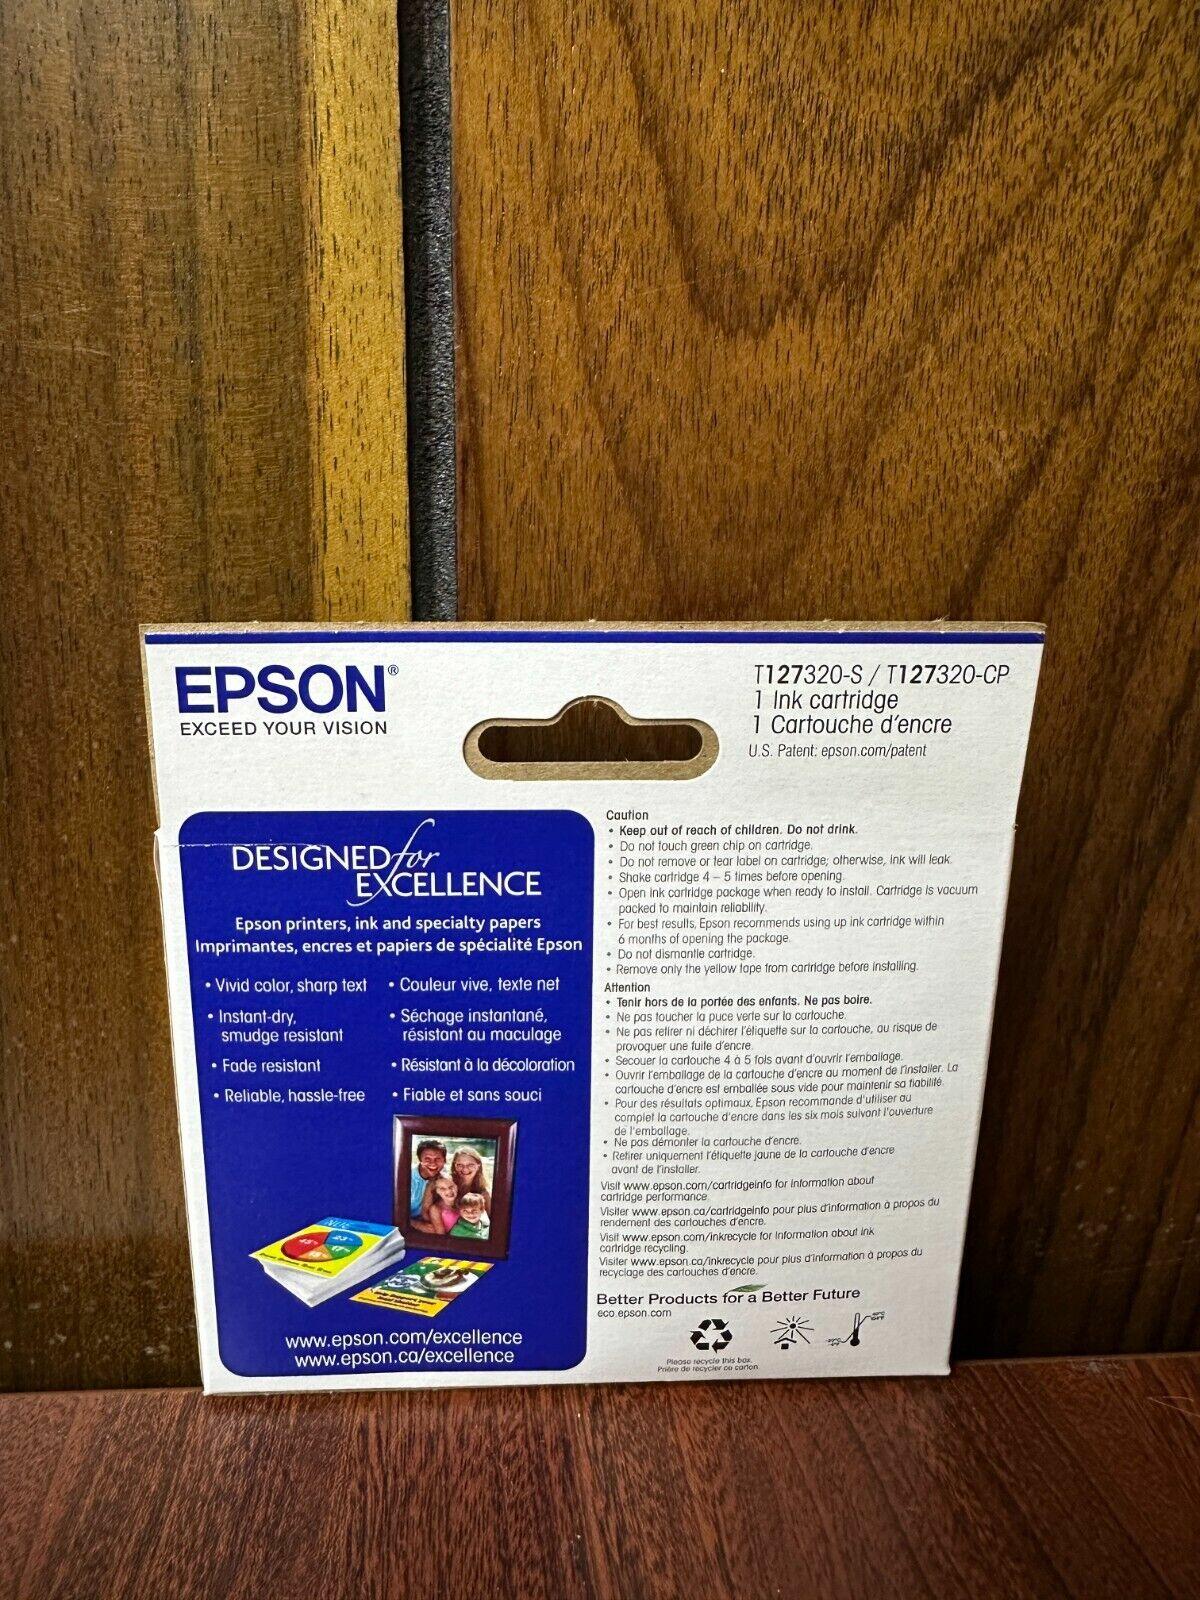 EPSON®
EXCEED YOUR VISION
T127320-S / T127320-CP
1 Ink cartridge
1 Cartouche d'encre
U.S. Patent: epson.com/patent
DESIGNED for
EXCELLENCE
Epson printers, ink and specialty papers
Imprimantes, encres et papiers de spécialité Epson
• Vivid color, sharp text
• Instant-dry,
smudge resistant
• Fade resistant
• Reliable, hassle-free
• Couleur vive, texte net
• Séchage instantané,
résistant au maculage
• Résistant à la décoloration
• Fiable et sans souci
www.epson.com/excellence
www.epson.ca/excellence
Caution
• Keep out of reach of children. Do not drink.
• Do not touch green chip on cartridge.
• Do not remove or tear label on cartridge; otherwise, ink will leak.
• Shake cartridge 4 – 5 times before opening.
• Open ink cartridge package when ready to install. Cartridge is vacuum
packed to maintain reliability.
• For best results, Epson recommends using up ink cartridge within
6 months of opening the package.
• Do not dismantle cartridge.
• Remove only the yellow tape from cartridge before installing.
Attention
• Tenir hors de la portée des enfants. Ne pas boire.
• Ne pas toucher la puce verte sur la cartouche.
• Ne pas retirer ni déchirer l'étiquette sur la cartouche, au risque de
provoquer une fuite d'encre.
• Secouer la cartouche 4 à 5 fois avant d'ouvrir l'emballage.
• Ouvrir l'emballage de la cartouche d'encre au moment de l'installer. La
cartouche d'encre est emballée sous vide pour maintenir sa fiabilité.
• Pour des résultats optimaux, Epson recommande d'utiliser au
complet la cartouche d'encre dans les six mois suivant l'ouverture
de l'emballage.
• Ne pas démonter la cartouche d'encre.
• Retirer uniquement l'étiquette jaune de la cartouche d'encre
avant de l'installer.
Visit www.epson.com/cartridgeinfo for information about
cartridge performance.
Visiter www.epson.ca/cartridgeinfo pour plus d'information à propos du
rendement des cartouches d'encre.
Visit www.epson.com/inkrecycle for information about ink
cartridge recycling.
Visiter www.epson.ca/inkrecycle pour plus d'information à propos du
recyclage des cartouches d'encre.
Better Products for a Better Future
eco.epson.com
Please recycle this box.
Prière de recycler ce carton.